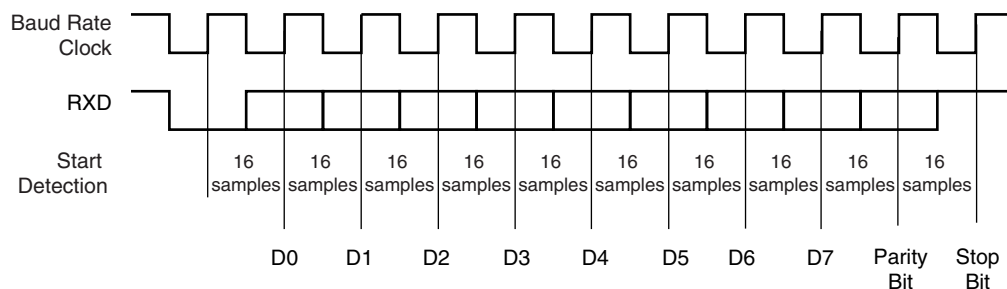 Baud Rate
Clock
RXD
Start
Detection
16 16 16 16 16 16 16 16 16 16
samples samples samples samples samples samples samples samples samples samples
D0 D1 D2 D3 D4 D5 D6 D7 Parity Stop
Bit Bit